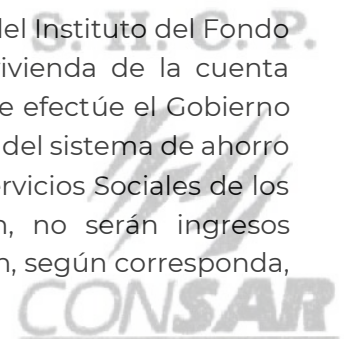 S. H. C. P.
del Instituto del Fondo
ivienda de la cuenta
e efectúe el Gobierno
del sistema de ahorro
rvicios Sociales de los
n, no serán ingresos
n, según corresponda,
CONSAR